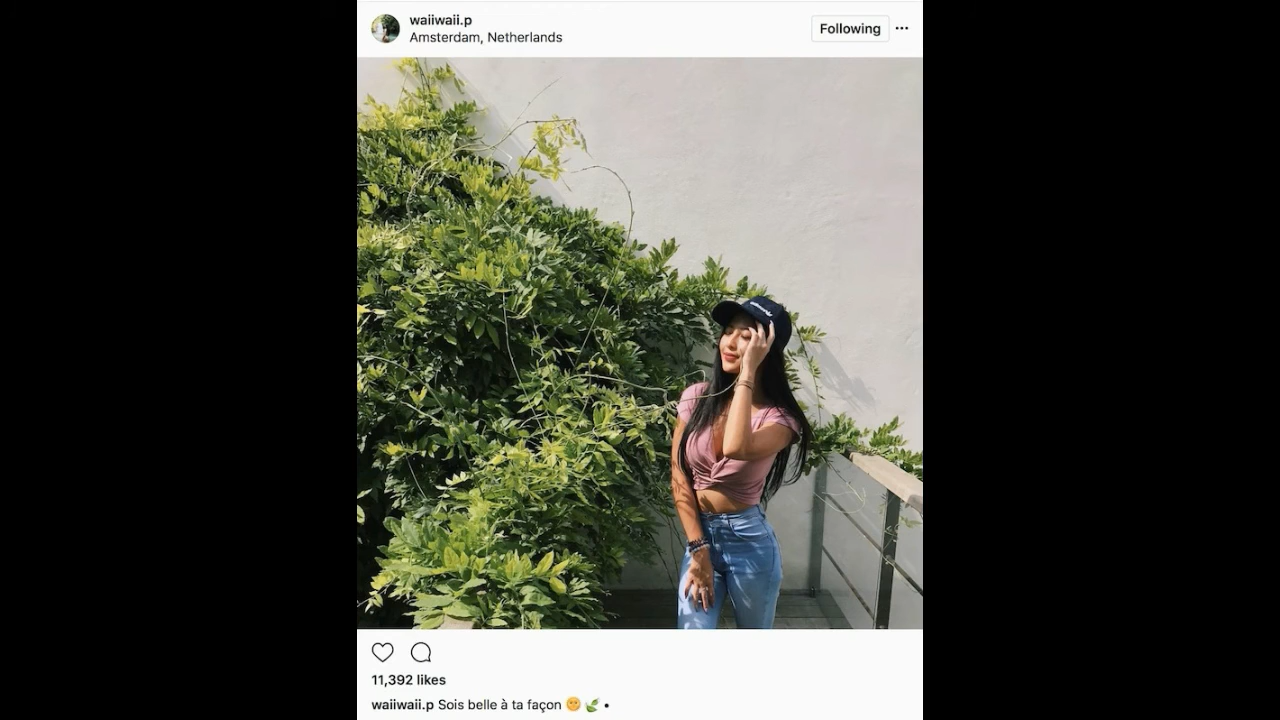 waiiwaii.p
Amsterdam, Netherlands
Following
11,392 likes
waiiwaii.p Sois belle à ta façon 🌞🍃 •